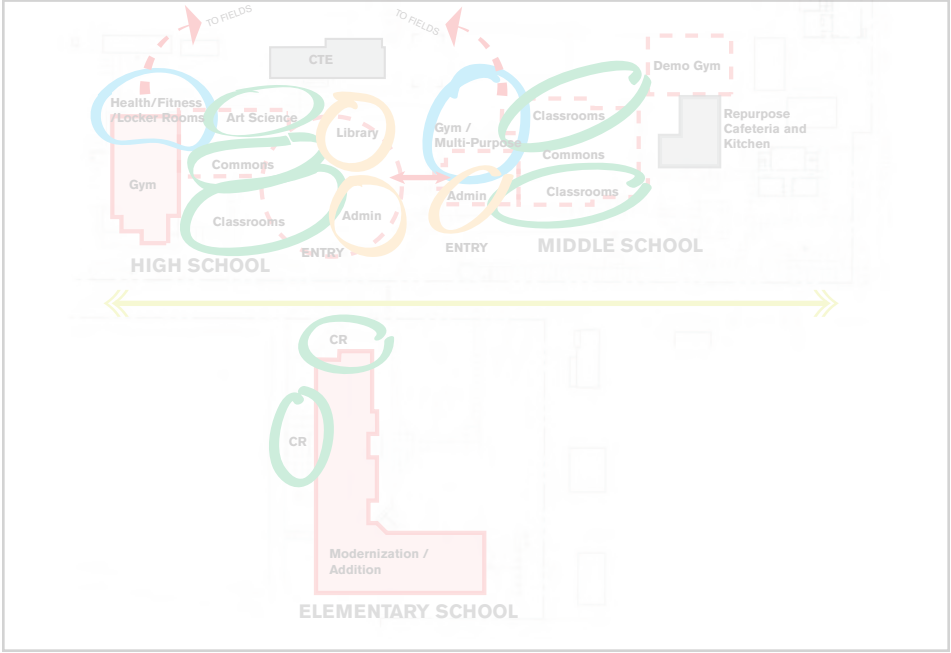 TO FIELDS
TO FIELDS
CTE
Demo Gym
Health/Fitness
/Locker Rooms
Art Science
Library
Gym /
Multi-Purpose
Classrooms
Repurpose
Cafeteria and
Kitchen
Commons
Commons
Gym
Classrooms
Admin
Admin
Classrooms
ENTRY
ENTRY
HIGH SCHOOL
MIDDLE SCHOOL
CR
CR
Modernization /
Addition
ELEMENTARY SCHOOL